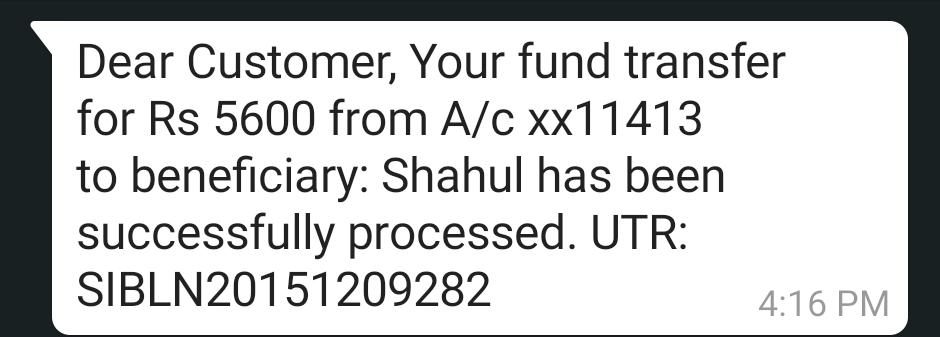 Dear Customer, Your fund transfer
for Rs 5600 from A/c xx11413
to beneficiary: Shahul has been
successfully processed. UTR:
SIBLN20151209282
4:16 PM